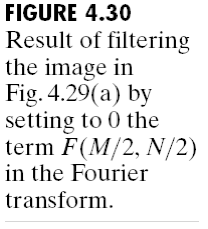 FIGURE 4.30
Result of filtering
the image in
Fig. 4.29(a) by
setting to 0 the
term F(M/2, N/2)
in the Fourier
transform.